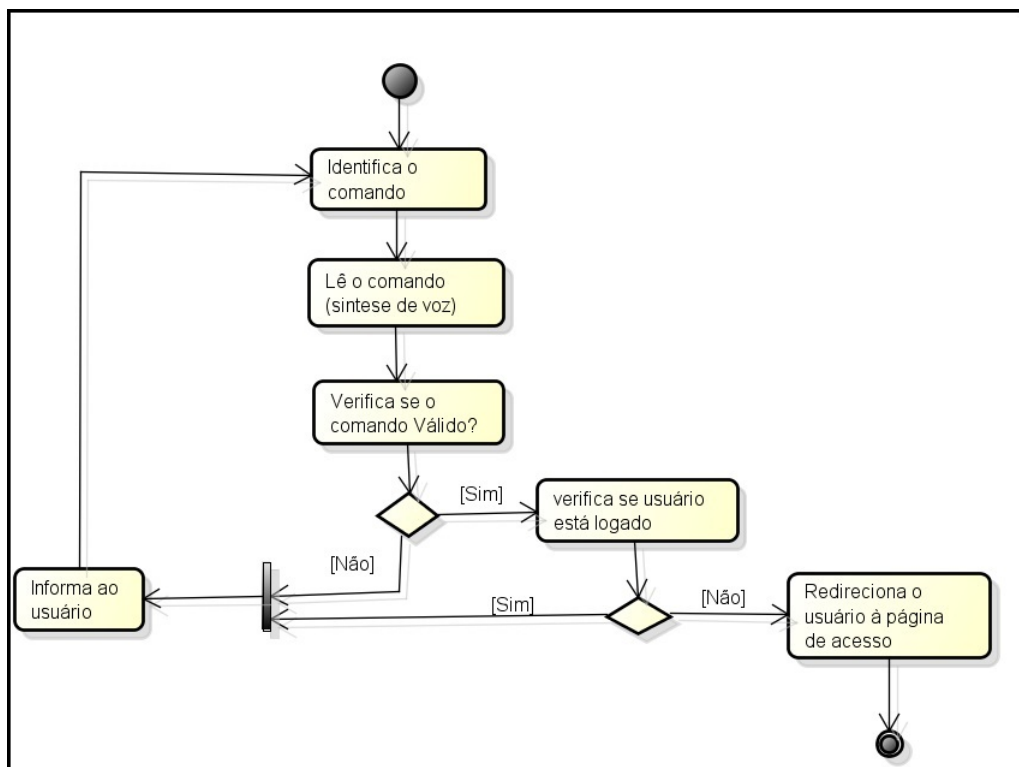 Identifica o
comando
Lê o comando
(sintese de voz)
Verifica se o
comando Válido?
[Sim]
verifica se usuário
está logado
[Não]
Informa ao
usuário
[Sim]
[Não]
Redireciona o
usuário à página
de acesso